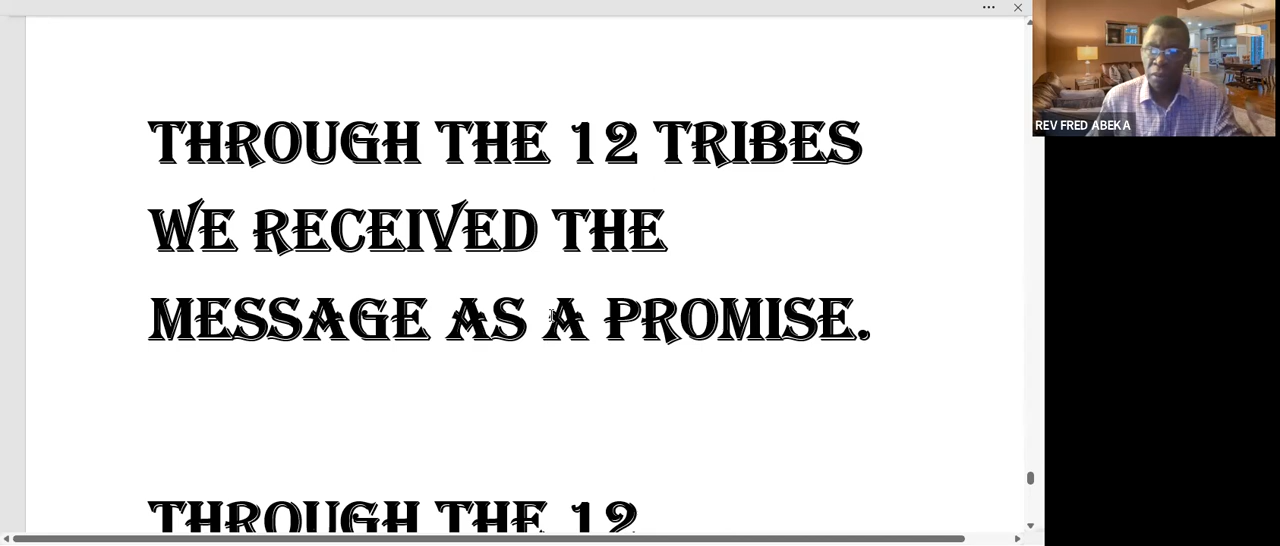 THROUGH THE 12 TRIBES
WE RECEIVED THE
MESSAGE AS A PROMISE.
THROUGH THE 12
REV FRED ABEKA